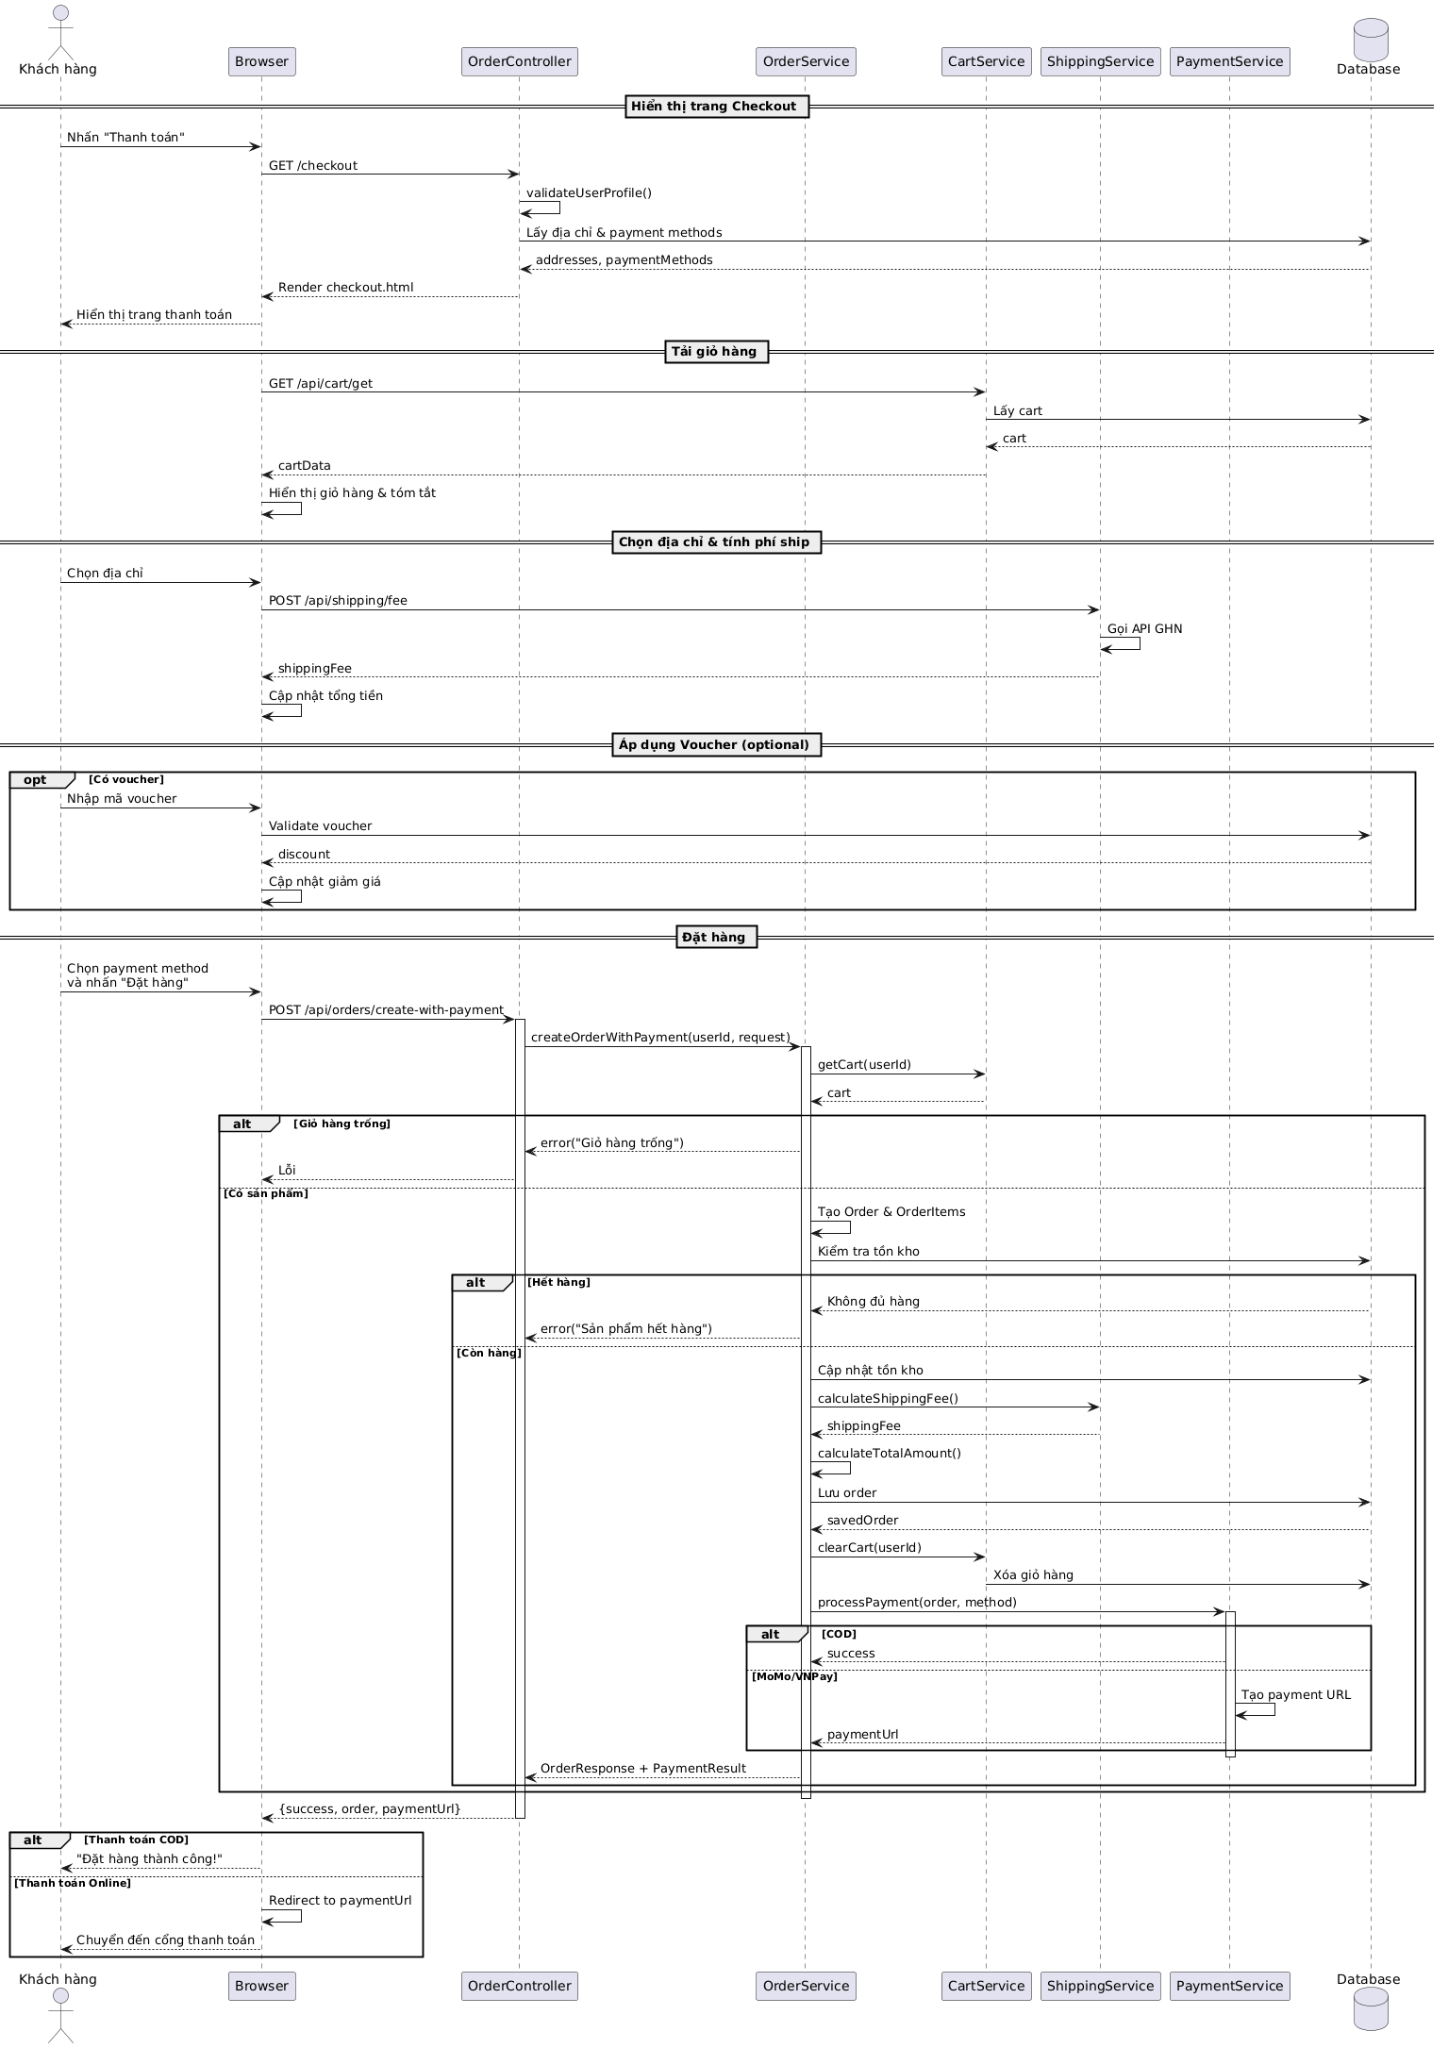 Khách hàng
Browser
OrderController
OrderService
CartService
ShippingService
PaymentService
Database
Hiển thị trang Checkout
Nhấn "Thanh toán"
GET /checkout
validateUserProfile()
Lấy địa chỉ & payment methods
addresses, paymentMethods
Render checkout.html
Hiển thị trang thanh toán
Tải giỏ hàng
GET /api/cart/get
Lấy cart
cart
cartData
Hiển thị giỏ hàng & tóm tắt
Chọn địa chỉ & tính phí ship
Chọn địa chỉ
POST /api/shipping/fee
Gọi API GHN
shippingFee
Cập nhật tổng tiền
Áp dụng Voucher (optional)
opt [Có voucher]
Nhập mã voucher
Validate voucher
discount
Cập nhật giảm giá
Đặt hàng
Chọn payment method
và nhấn "Đặt hàng"
POST /api/orders/create-with-payment
createOrderWithPayment(userId, request)
getCart(userId)
cart
alt [Giỏ hàng trống]
error("Giỏ hàng trống")
Lỗi
[Có sản phẩm]
Tạo Order & OrderItems
Kiểm tra tồn kho
alt [Hết hàng]
Không đủ hàng
error("Sản phẩm hết hàng")
[Còn hàng]
Cập nhật tồn kho
calculateShippingFee()
shippingFee
calculateTotalAmount()
Lưu order
savedOrder
clearCart(userId)
Xóa giỏ hàng
processPayment(order, method)
alt [COD]
success
[MoMo/VNPay]
Tạo payment URL
paymentUrl
OrderResponse + PaymentResult
{success, order, paymentUrl}
alt [Thanh toán COD]
"Đặt hàng thành công!"
[Thanh toán Online]
Redirect to paymentUrl
Chuyển đến cổng thanh toán
Khách hàng
Browser
OrderController
OrderService
CartService
ShippingService
PaymentService
Database